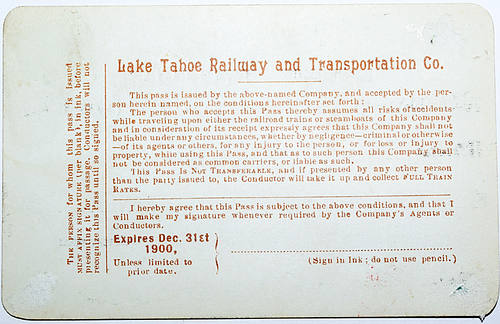 Lake Tahoe Railway and Transportation Co.
This pass is issued by the above-named Company, and accepted by the per-
son herein named, on the conditions hereinafter set forth:
The person who accepts this Pass thereby assumes all risks of accidents
while traveling upon either the railroad trains or steamboats of this Company
and in consideration of its receipt expressly agrees that this Company shall not
be liable under any circumstances, whether by negligence—criminal or otherwise
—of its agents or others, for any injury to the person, or for loss or injury to
property, while using this Pass, and that as to such person this Company shall
not be considered as common carriers, or liable as such.
This Pass Is Not Transferable, and if presented by any other person
than the party issued to, the Conductor will take it up and collect Full Train
Rates.
I hereby agree that this Pass is subject to the above conditions, and that I
will make my signature whenever required by the Company's Agents or
Conductors.
Expires Dec. 31st
1900,
Unless limited to
prior date.
(Sign in Ink; do not use pencil.)
The person for whom this pass is issued
must affix signature (per blank), in ink, before
presenting it for passage. Conductors will not
recognize this Pass until so signed.